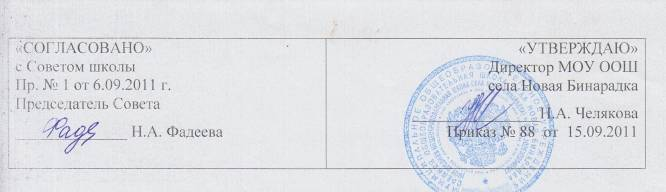 «СОГЛАСОВАНО»
с Советом школы
Пр. № 1 от 6.09.2011 г.
Председатель Совета
Фаде Н.А. Фадеева
«УТВЕРЖДАЮ»
Директор МОУ ООШ
села Новая Бинарадка
Н.А. Челякова
Приказ № 88 от 15.09.2011